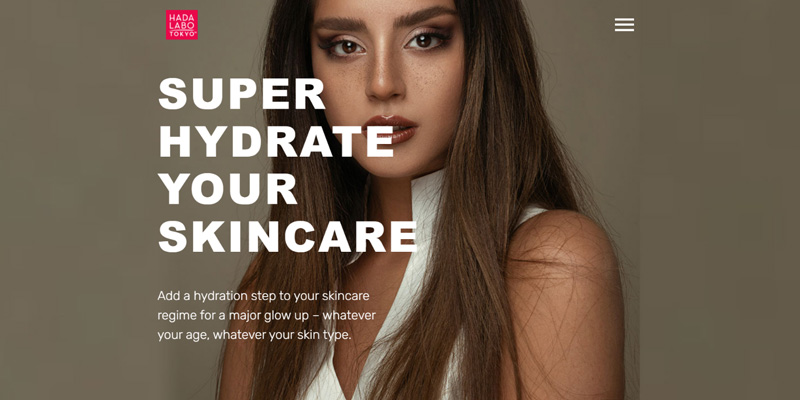 HADA
LABO
TOKYO
SUPER
HYDRATE
YOUR
SKINCARE
Add a hydration step to your skincare
regime for a major glow up – whatever
your age, whatever your skin type.